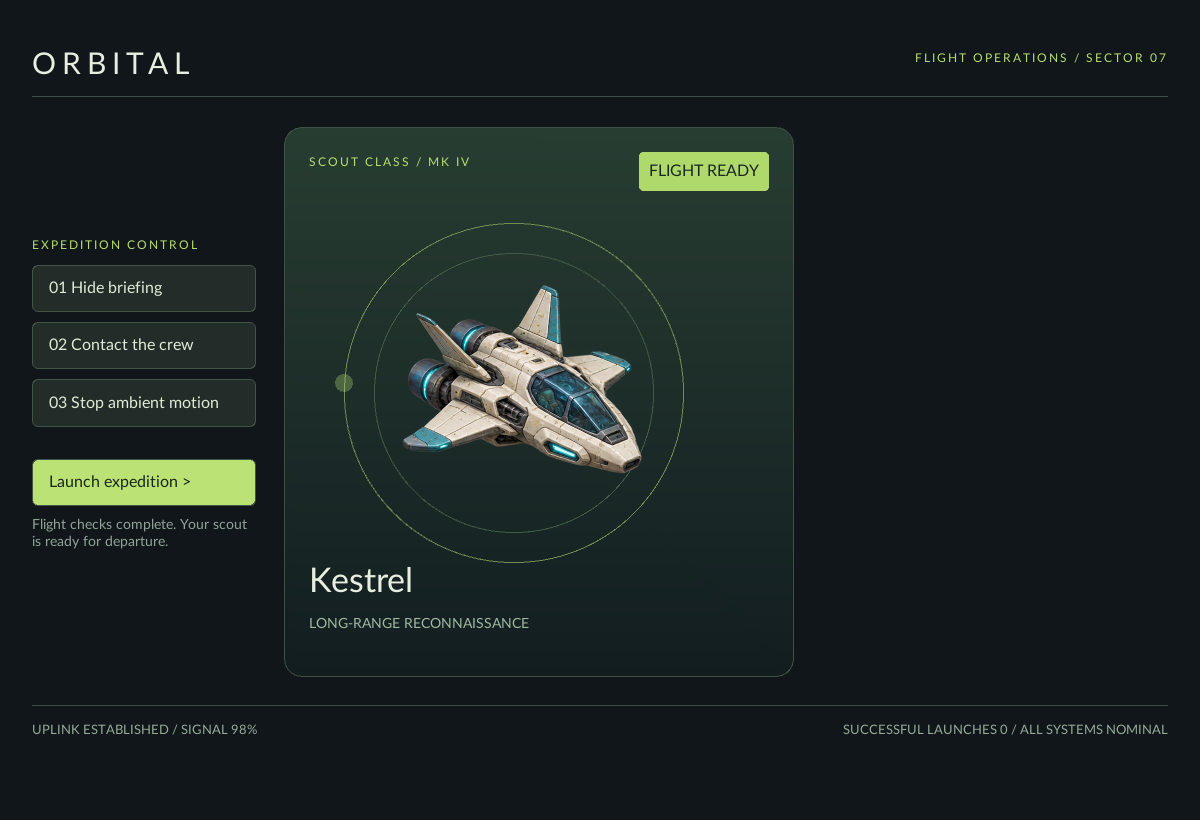 ORBITAL
FLIGHT OPERATIONS / SECTOR 07
EXPEDITION CONTROL
01 Hide briefing
02 Contact the crew
03 Stop ambient motion
Launch expedition >
Flight checks complete. Your scout
is ready for departure.
SCOUT CLASS / MK IV
FLIGHT READY
Kestrel
LONG-RANGE RECONNAISSANCE
UPLINK ESTABLISHED / SIGNAL 98%
SUCCESSFUL LAUNCHES 0 / ALL SYSTEMS NOMINAL